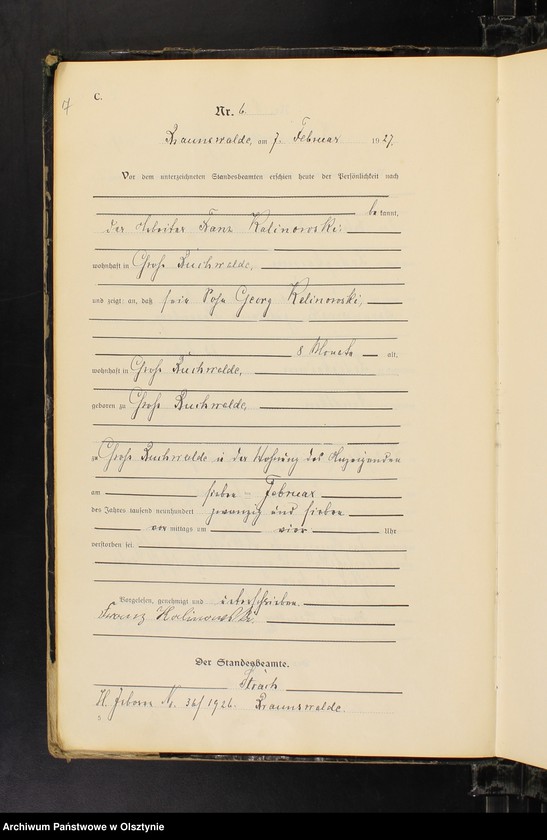 C.
Nr. 6.
Braunswalde, am 7. Februar 1927.
Vor dem unterzeichneten Standesbeamten erschien heute der Persönlichkeit nach
bekannt,
der Arbeiter Franz Kalinowski:
wohnhaft in Groß Buchwalde,
und zeigte an, daß sein Sohn Georg Kalinowski,
8 Monate alt,
wohnhaft in Groß Buchwalde,
geboren zu Groß Buchwalde,
zu Groß Buchwalde in der Wohnung des Anzeigenden
am sieben Februar
des Jahres tausend neunhundert zwanzig und sieben
vor mittags um vier Uhr
verstorben sei.
Vorgelesen, genehmigt und unterschrieben.
Franz Kalinowski.
Der Standesbeamte.
Strach
Geboren No. 36/1926. Braunswalde.
5
Archiwum Państwowe w Olsztynie